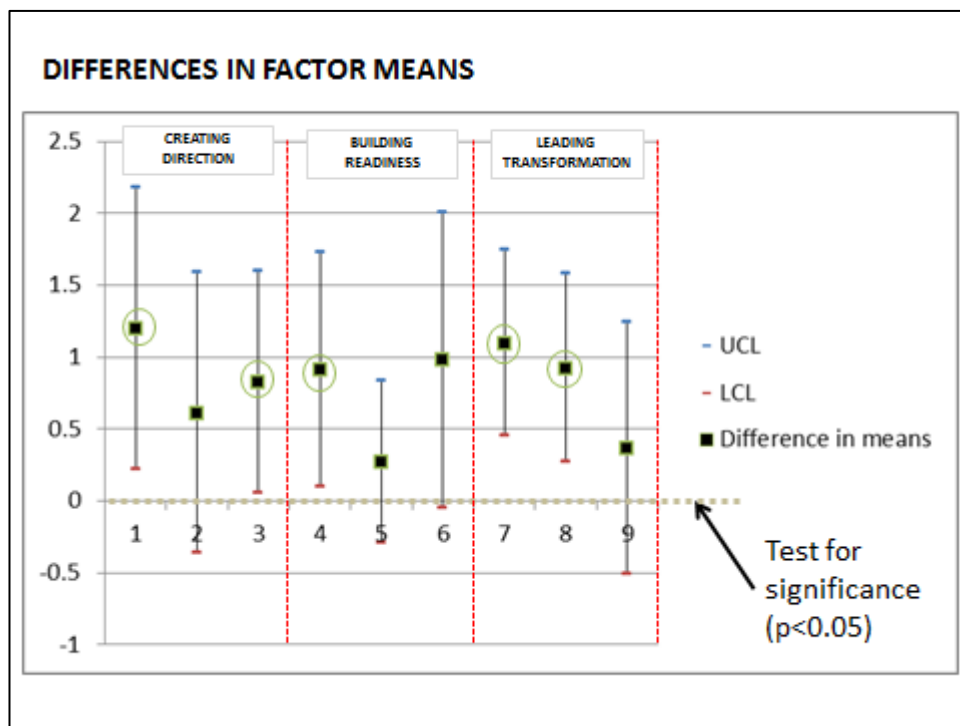 DIFFERENCES IN FACTOR MEANS
CREATING
DIRECTION
BUILDING
READINESS
LEADING
TRANSFORMATION
2.5
2
1.5
1
0.5
0
-0.5
-1
1 2 3 4 5 6 7 8 9
UCL
LCL
Difference in means
Test for
significance
(p<0.05)